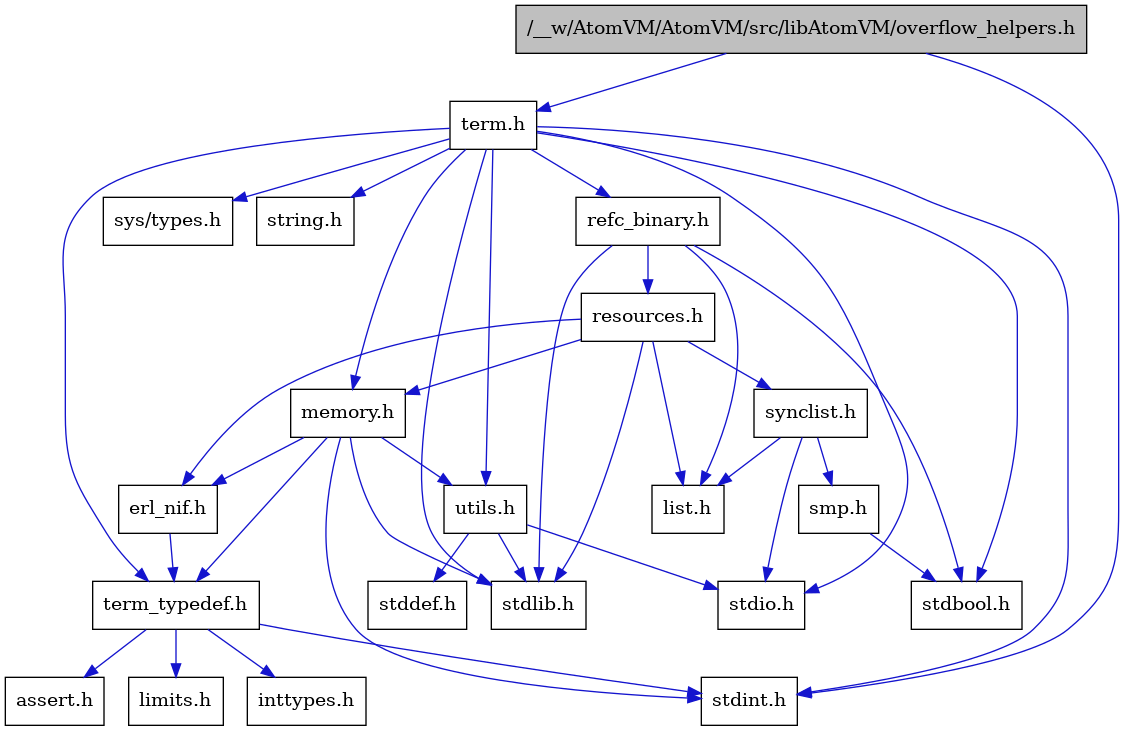 /__w/AtomVM/AtomVM/src/libAtomVM/overflow_helpers.h
term.h
sys/types.h
string.h
refc_binary.h
resources.h
memory.h
synclist.h
erl_nif.h
utils.h
list.h
smp.h
term_typedef.h
stddef.h
stdlib.h
stdio.h
stdbool.h
assert.h
limits.h
inttypes.h
stdint.h